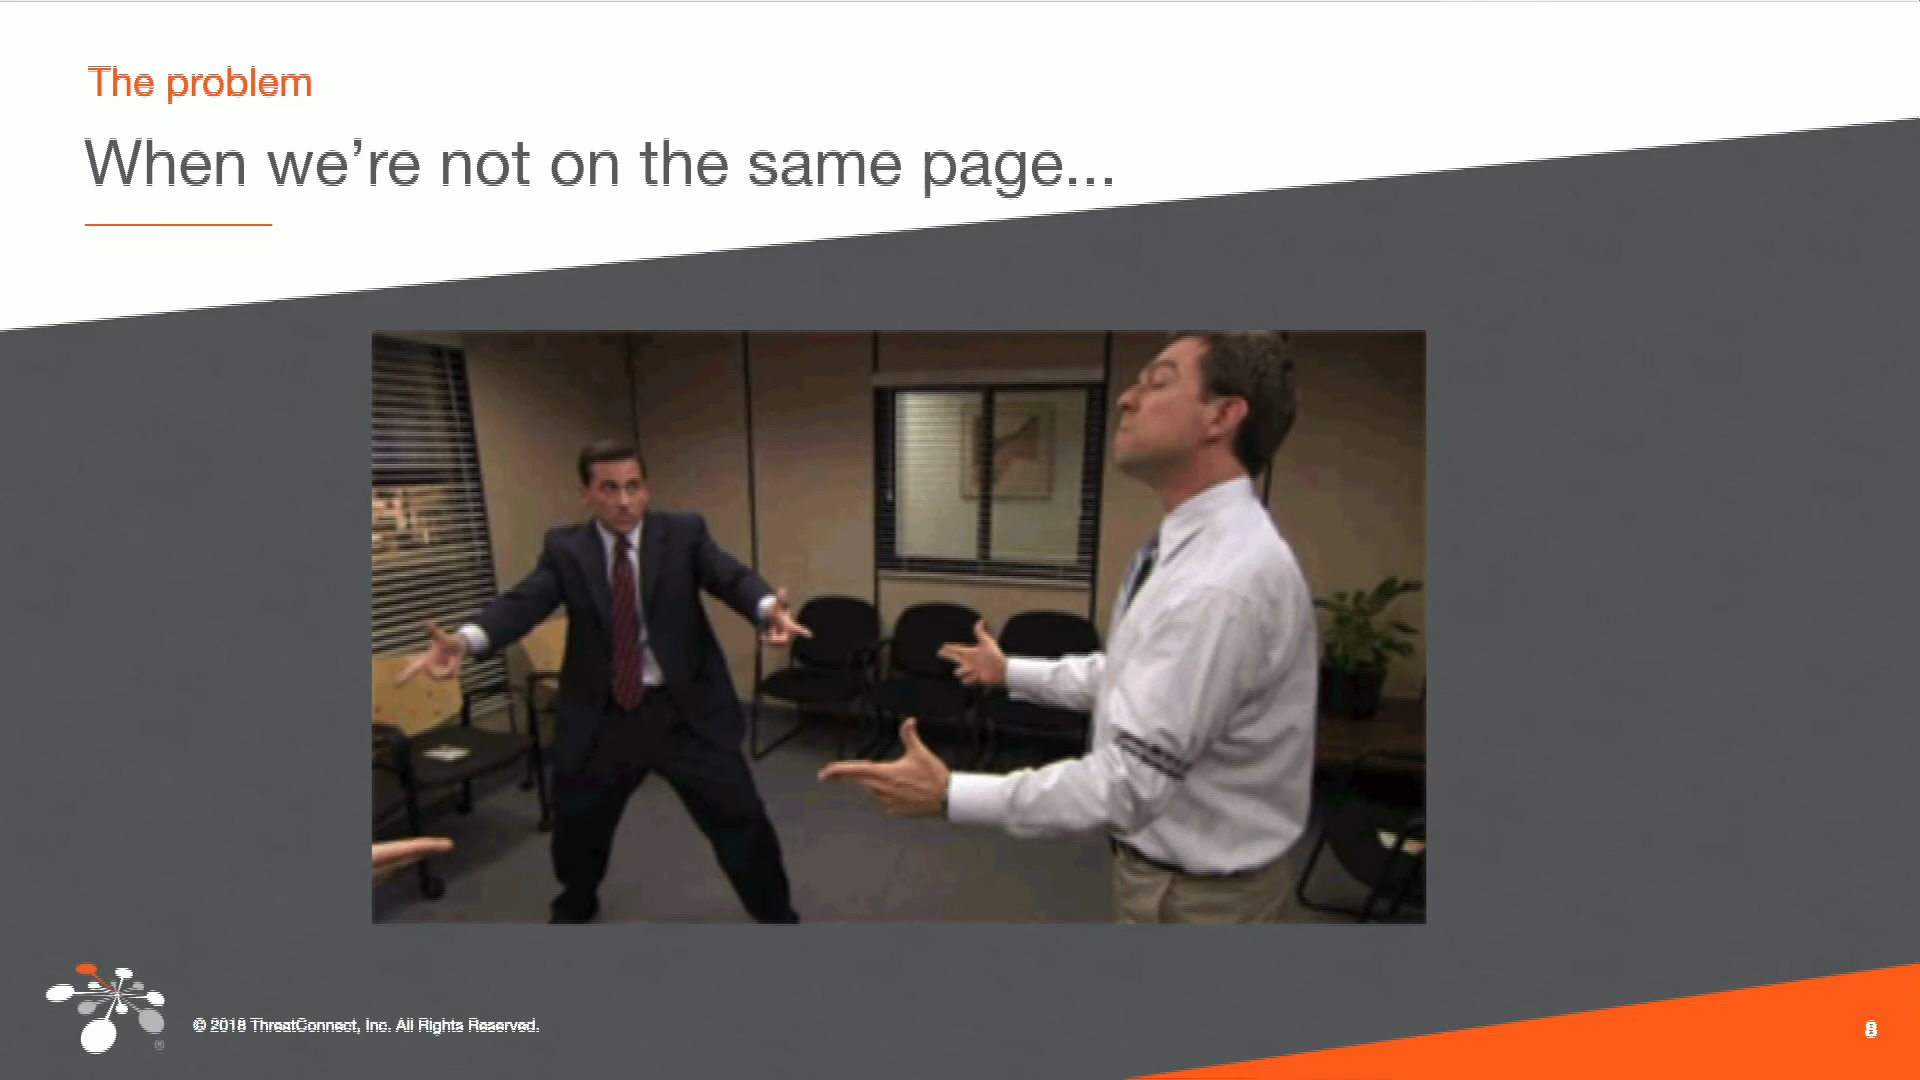 The problem
When we’re not on the same page...
© 2018 ThreatConnect, Inc. All Rights Reserved.
8